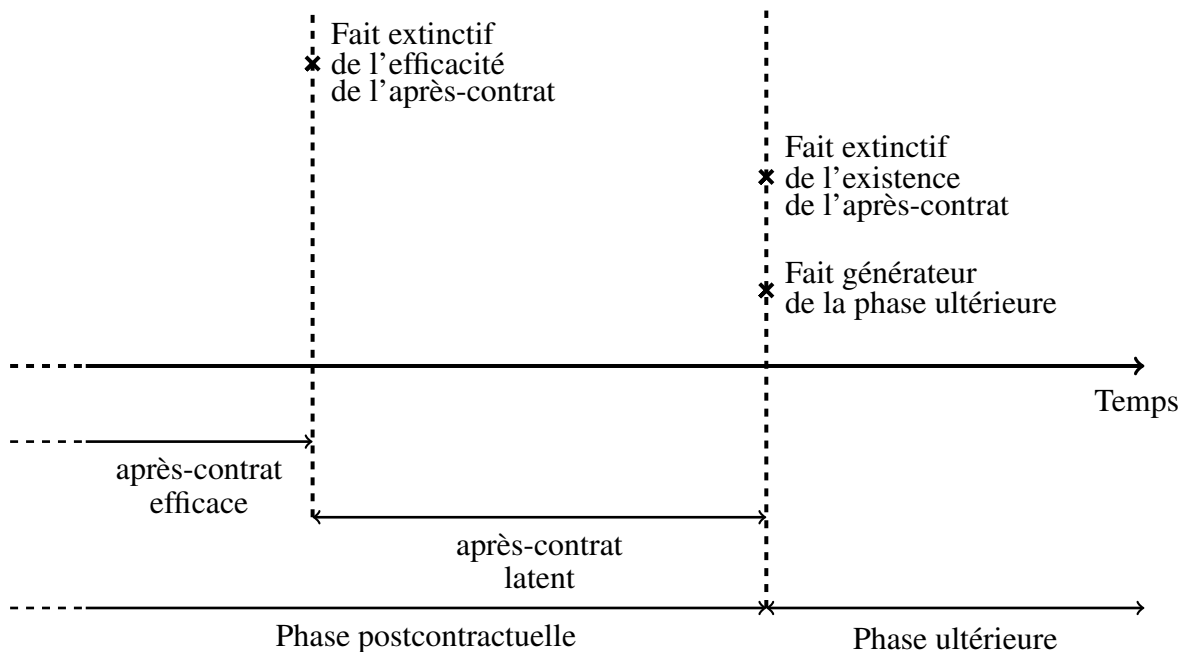 Fait extinctif
de l'efficacité
de l'après-contrat
Fait extinctif
de l'existence
de l'après-contrat
Fait générateur
de la phase ultérieure
Temps
après-contrat
efficace
après-contrat
latent
Phase postcontractuelle
Phase ultérieure